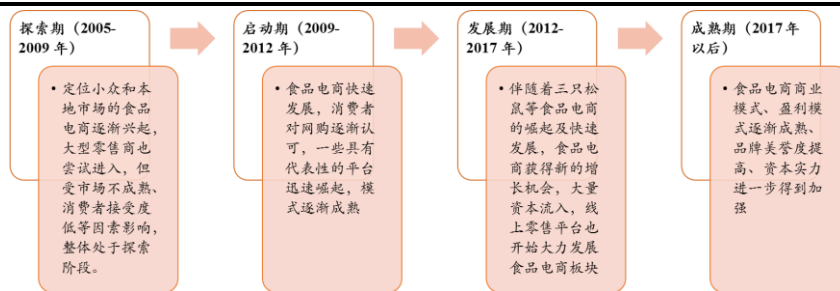 探索期（2005-
2009 年）
• 定位小众和本
地市场的食品
电商逐渐兴起，
大型零售商也
尝试进入，但
受市场不成熟、
消费者接受度
低等因素影响，
整体处于探索
阶段。
启动期（2009-
2012 年）
• 食品电商快速
发展，消费者
对网购逐渐认
可，一些具有
代表性的平台
迅速崛起，模
式逐渐成熟
发展期（2012-
2017 年）
• 伴随着三只松
鼠等食品电商
的崛起及快速
发展，食品电
商获得新的增
长机会，大量
资本流入，线
上零售平台也
开始大力发展
食品电商板块
成熟期（2017 年
以后）
• 食品电商商业
模式、盈利模
式逐渐成熟、
品牌美誉度提
高、资本实力
进一步得到加
强